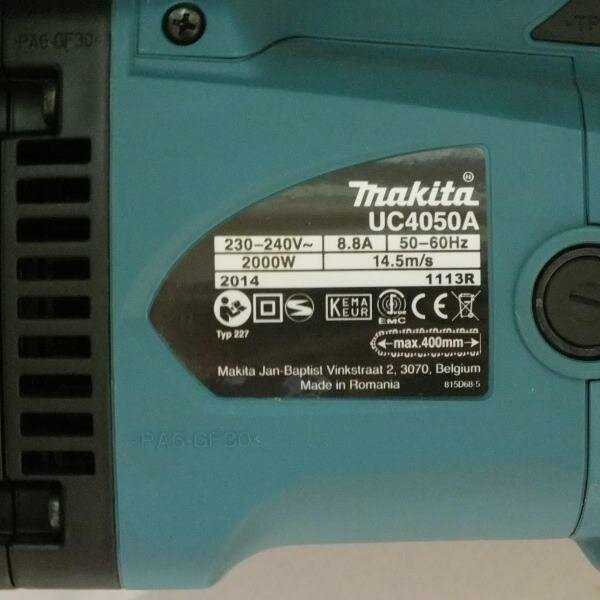 >PA6-GF30<
TP
makita®
UC4050A
230-240V~ 8.8A 50-60Hz
2000W 14.5m/s
2014 1113R
KEMA KEUR EMC CE
Typ 227
max.400mm
Makita Jan-Baptist Vinkstraat 2, 3070, Belgium
Made in Romania 815D68-5
>PA6-GF30<